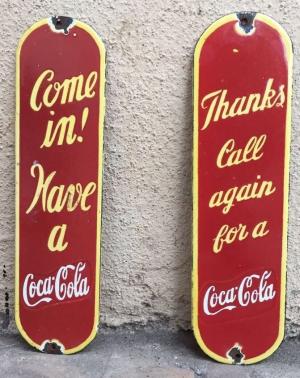 Come
in!
Have
a
Coca-Cola
Thanks
Call
again
for a
Coca-Cola